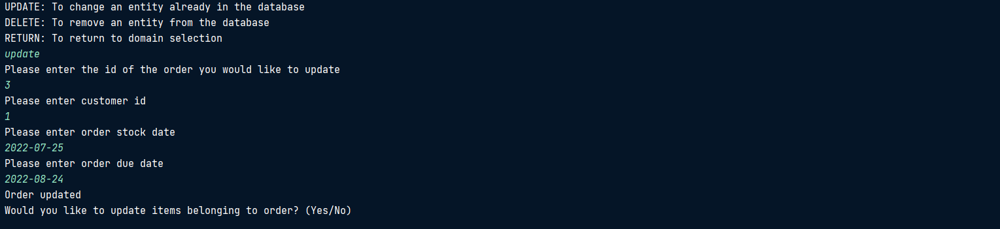 UPDATE: To change an entity already in the database
DELETE: To remove an entity from the database
RETURN: To return to domain selection
update
Please enter the id of the order you would like to update
3
Please enter customer id
1
Please enter order stock date
2022-07-25
Please enter order due date
2022-08-24
Order updated
Would you like to update items belonging to order? (Yes/No)